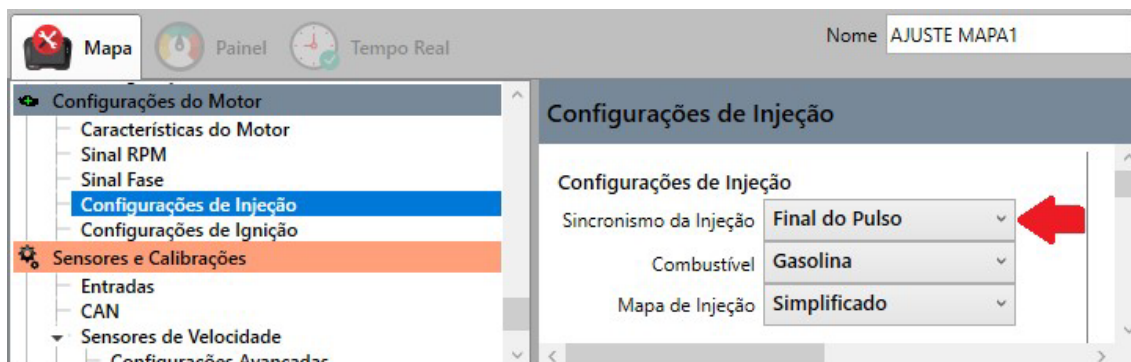 Mapa
Painel
Tempo Real
Nome AJUSTE MAPA1
Configurações do Motor
Características do Motor
Sinal RPM
Sinal Fase
Configurações de Injeção
Configurações de Ignição
Sensores e Calibrações
Entradas
CAN
Sensores de Velocidade
Configurações Avançadas
Configurações de Injeção
Configurações de Injeção
Sincronismo da Injeção Final do Pulso
Combustível Gasolina
Mapa de Injeção Simplificado